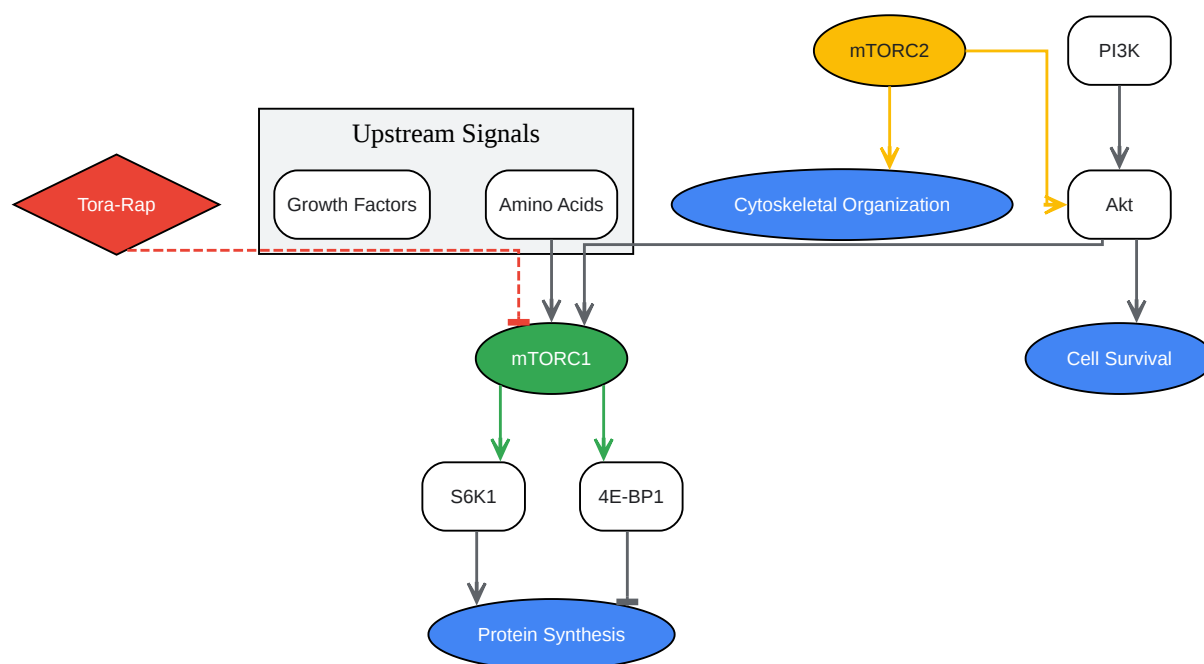 mTORC2
PI3K
Upstream Signals
Tora-Rap
Growth Factors
Amino Acids
Cytoskeletal Organization
Akt
mTORC1
Cell Survival
S6K1
4E-BP1
Protein Synthesis